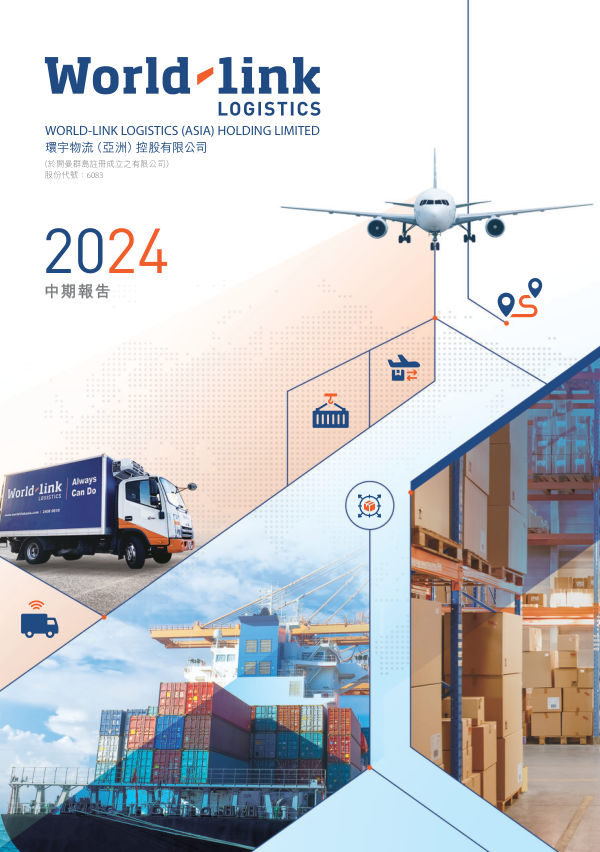 World-link
LOGISTICS
WORLD-LINK LOGISTICS (ASIA) HOLDING LIMITED
環宇物流（亞洲）控股有限公司
（於開曼群島註冊成立之有限公司）
股份代號：6083
2024
中期報告
World-link
LOGISTICS
Always
Can Do